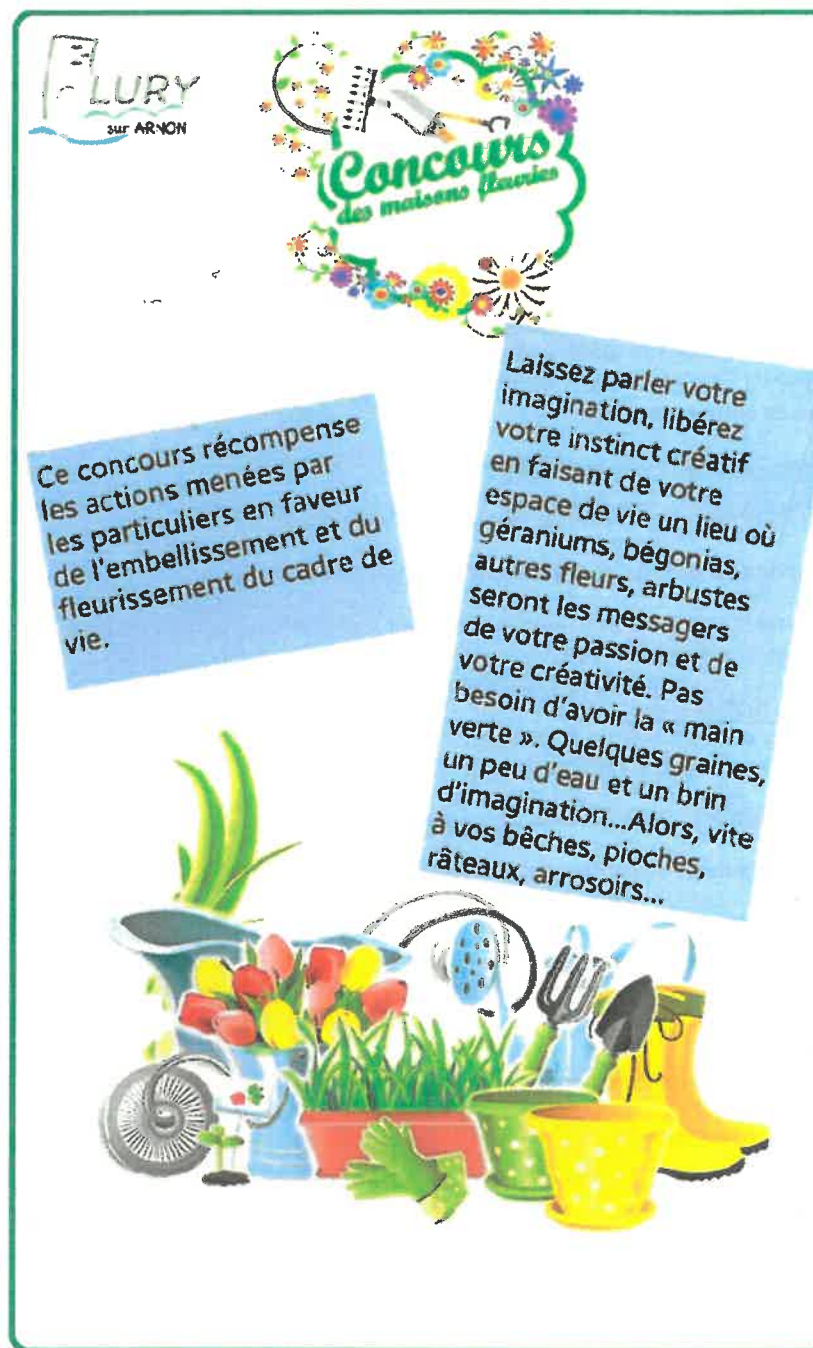 LURY
sur ARNON
Concours
des maisons fleuries
Ce concours récompense
les actions menées par
les particuliers en faveur
de l'embellissement et du
fleurissement du cadre de
vie.
Laissez parler votre
imagination, libérez
votre instinct créatif
en faisant de votre
espace de vie un lieu où
géraniums, bégonias,
autres fleurs, arbustes
seront les messagers
de votre passion et de
votre créativité. Pas
besoin d'avoir la « main
verte ». Quelques graines,
un peu d'eau et un brin
d'imagination...Alors, vite
à vos bêches, pioches,
râteaux, arrosoirs...